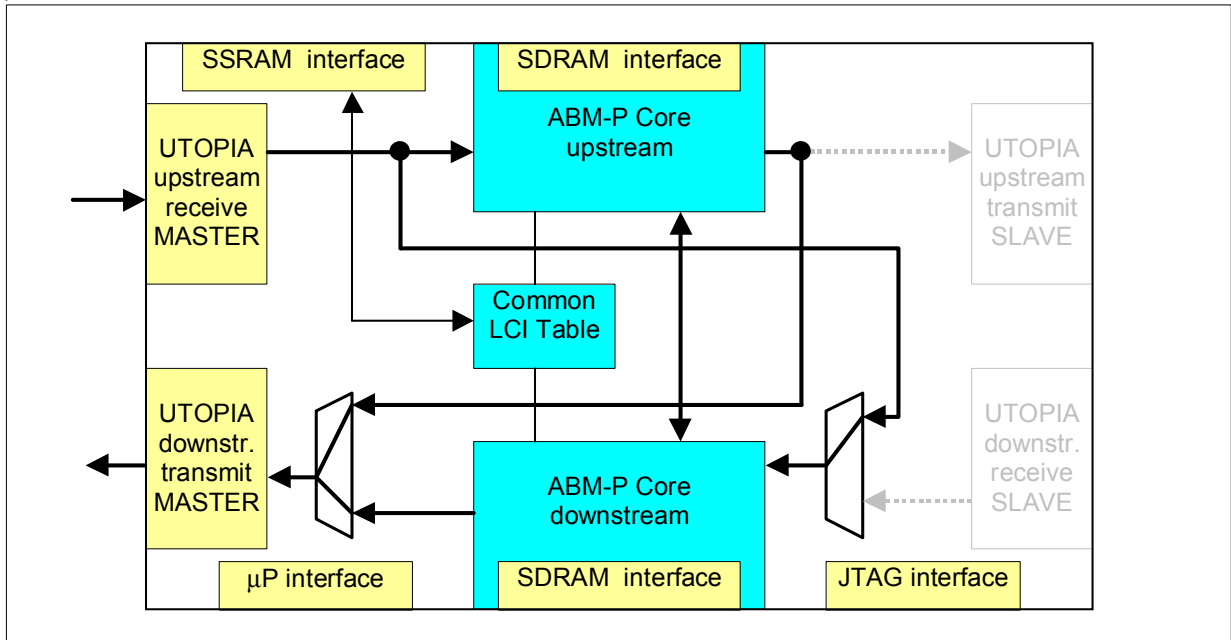 SSRAM interface
SDRAM interface
UTOPIA
upstream
receive
MASTER
ABM-P Core
upstream
UTOPIA
upstream
transmit
SLAVE
Common
LCI Table
UTOPIA
downstr.
transmit
MASTER
ABM-P Core
downstream
UTOPIA
downstr.
receive
SLAVE
µP interface
SDRAM interface
JTAG interface